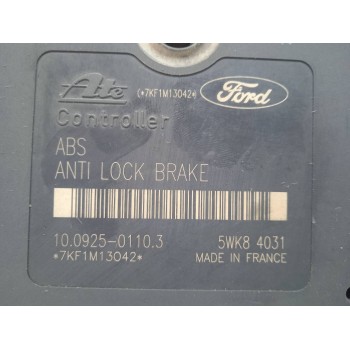 Ate (*7KF1M13042*) Ford
Controller
ABS
ANTI LOCK BRAKE
10.0925-0110.3 5WK8 4031
*7KF1M13042* MADE IN FRANCE